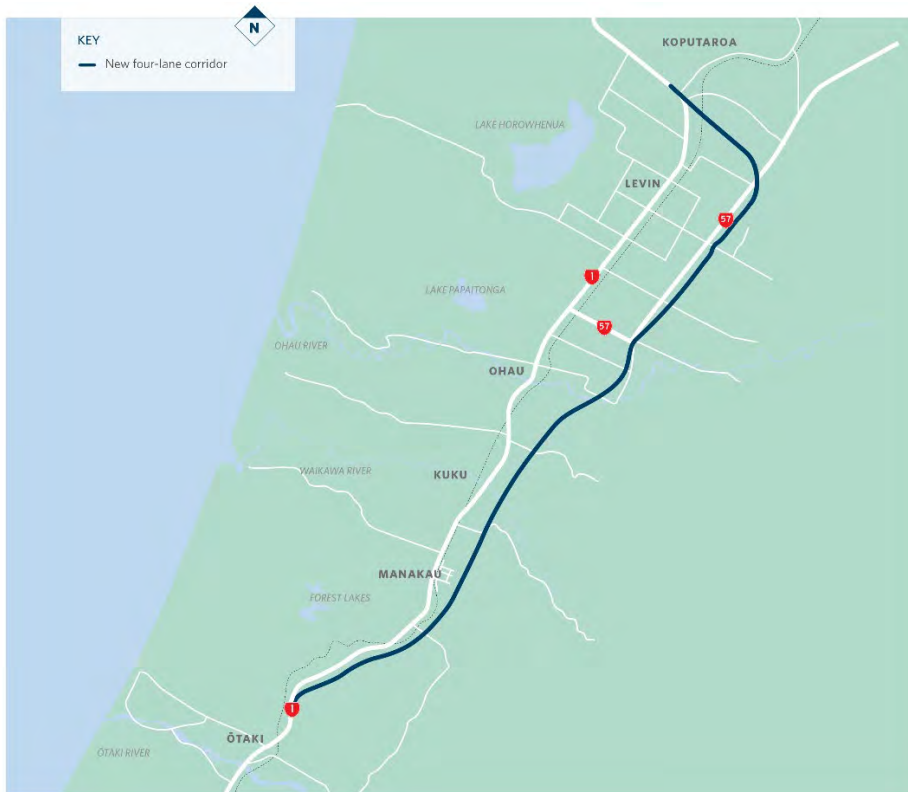 N
KEY
New four-lane corridor
KOPUTAROA
LAKE HOROWHENUA
LEVIN
57
1
LAKE PAPAITONGA
57
OHAU RIVER
OHAU
WAIKAWA RIVER
KUKU
MANAKAU
FOREST LAKES
1
ŌTAKI
ŌTAKI RIVER